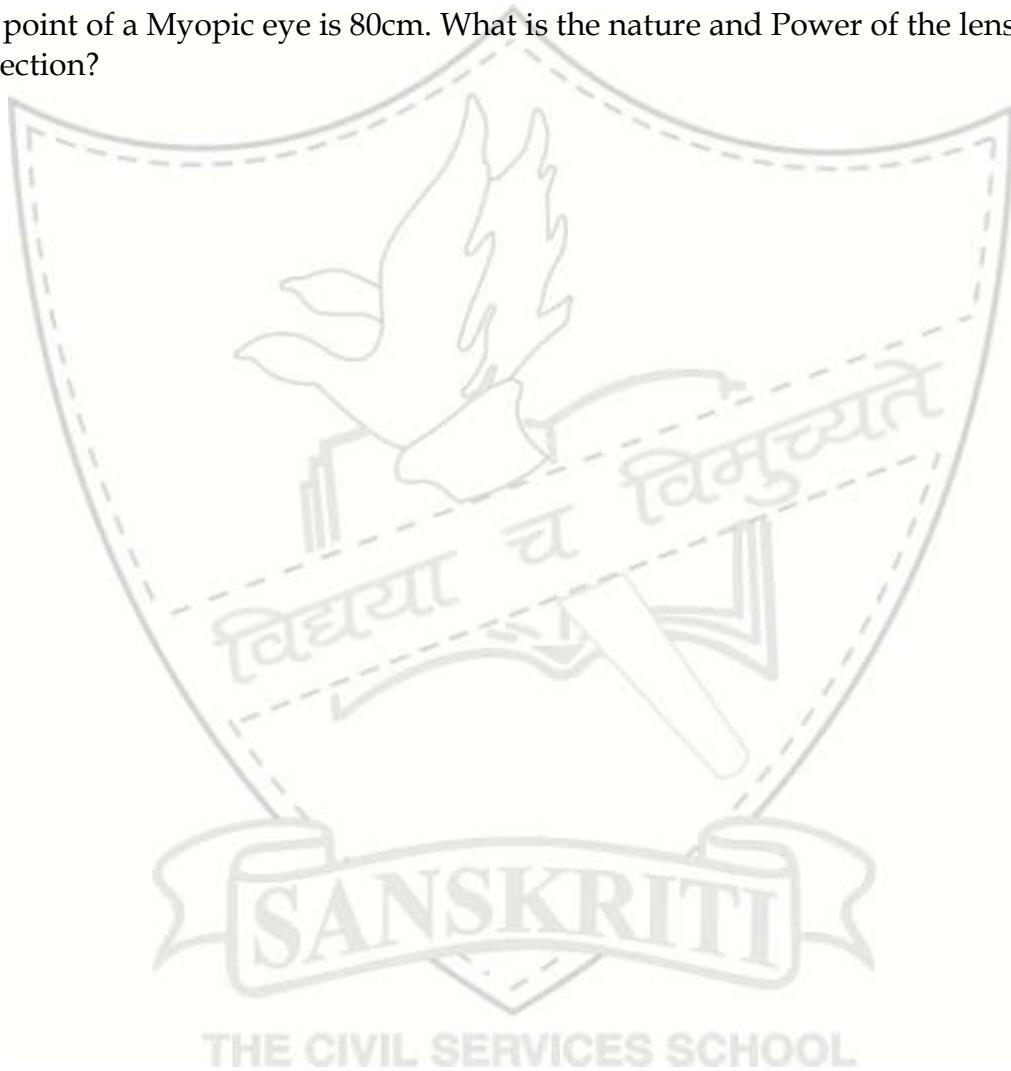 point of a Myopic eye is 80cm. What is the nature and Power of the lens
ection?
विद्यया च विमुच्यते
SANSKRITI
THE CIVIL SERVICES SCHOOL